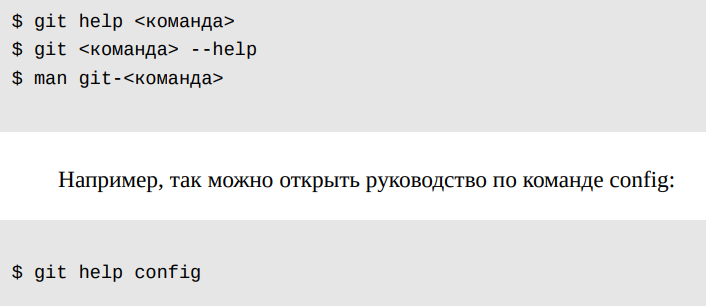 $ git help <команда>
$ git <команда> --help
$ man git-<команда>
Например, так можно открыть руководство по команде config:
$ git help config